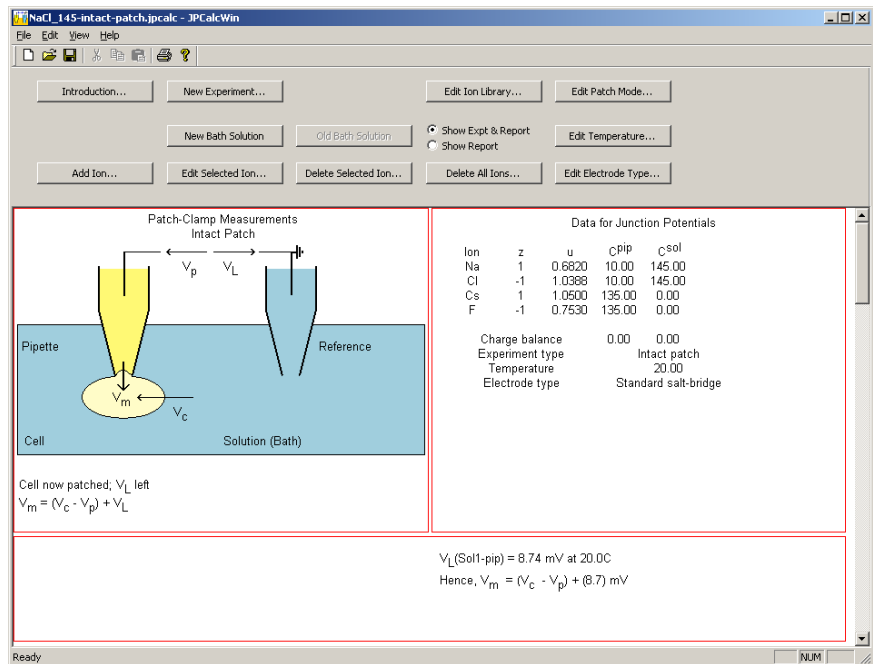 NaCl_145-intact-patch.jpcalc - JPCalcWin
File Edit View Help
Introduction... New Experiment... Edit Ion Library... Edit Patch Mode...
New Bath Solution Old Bath Solution Show Expt & Report Edit Temperature...
Show Report
Add Ion... Edit Selected Ion... Delete Selected Ion... Delete All Ions... Edit Electrode Type...
Patch-Clamp Measurements
Intact Patch
Vp VL
Pipette Reference
Vm
Vc
Cell Solution (Bath)
Cell now patched; VL left
Vm = (Vc - Vp) + VL
Data for Junction Potentials
Ion z u Cpip Csol
Na 1 0.6820 10.00 145.00
Cl -1 1.0388 10.00 145.00
Cs 1 1.0500 135.00 0.00
F -1 0.7530 135.00 0.00
Charge balance 0.00 0.00
Experiment type Intact patch
Temperature 20.00
Electrode type Standard salt-bridge
VL(Sol1-pip) = 8.74 mV at 20.0C
Hence, Vm = (Vc - Vp) + (8.7) mV
Ready NUM